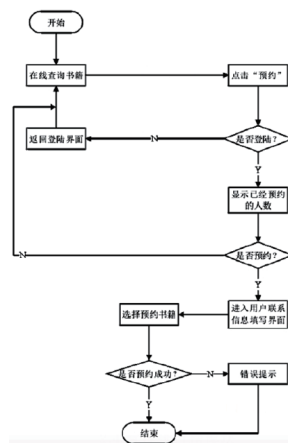 开始
在线查询书籍
点击“预约”
返回登陆界面
N
是否登陆？
Y
显示已经预约
的人数
N
是否预约？
Y
选择预约书籍
进入用户联系
信息填写界面
是否预约成功？
N
错误提示
Y
结束